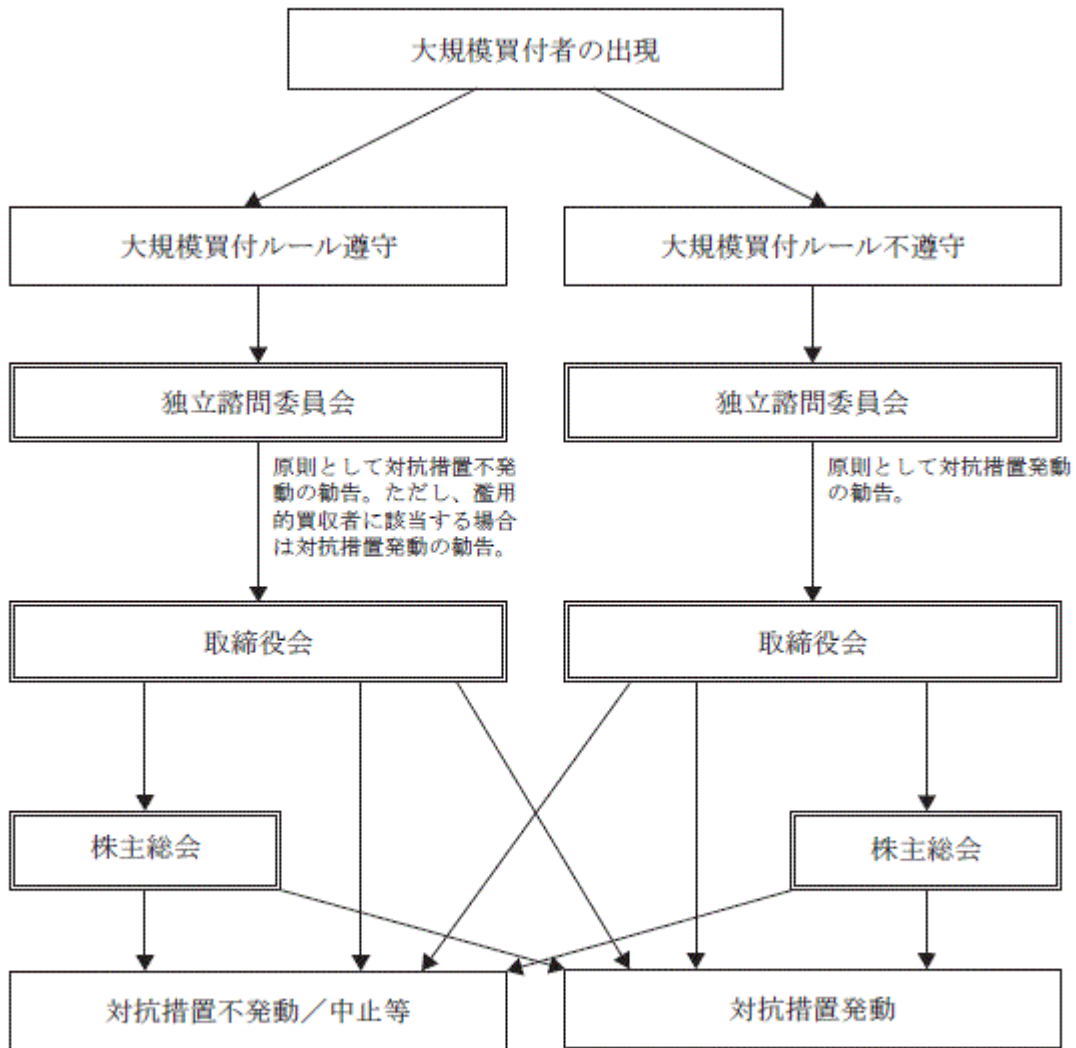 大規模買付者の出現
大規模買付ルール遵守
大規模買付ルール不遵守
独立諮問委員会
独立諮問委員会
原則として対抗措置不発
動の勧告。ただし、濫用
的買収者に該当する場合
は対抗措置発動の勧告。
原則として対抗措置発動
の勧告。
取締役会
取締役会
株主総会
株主総会
対抗措置不発動／中止等
対抗措置発動